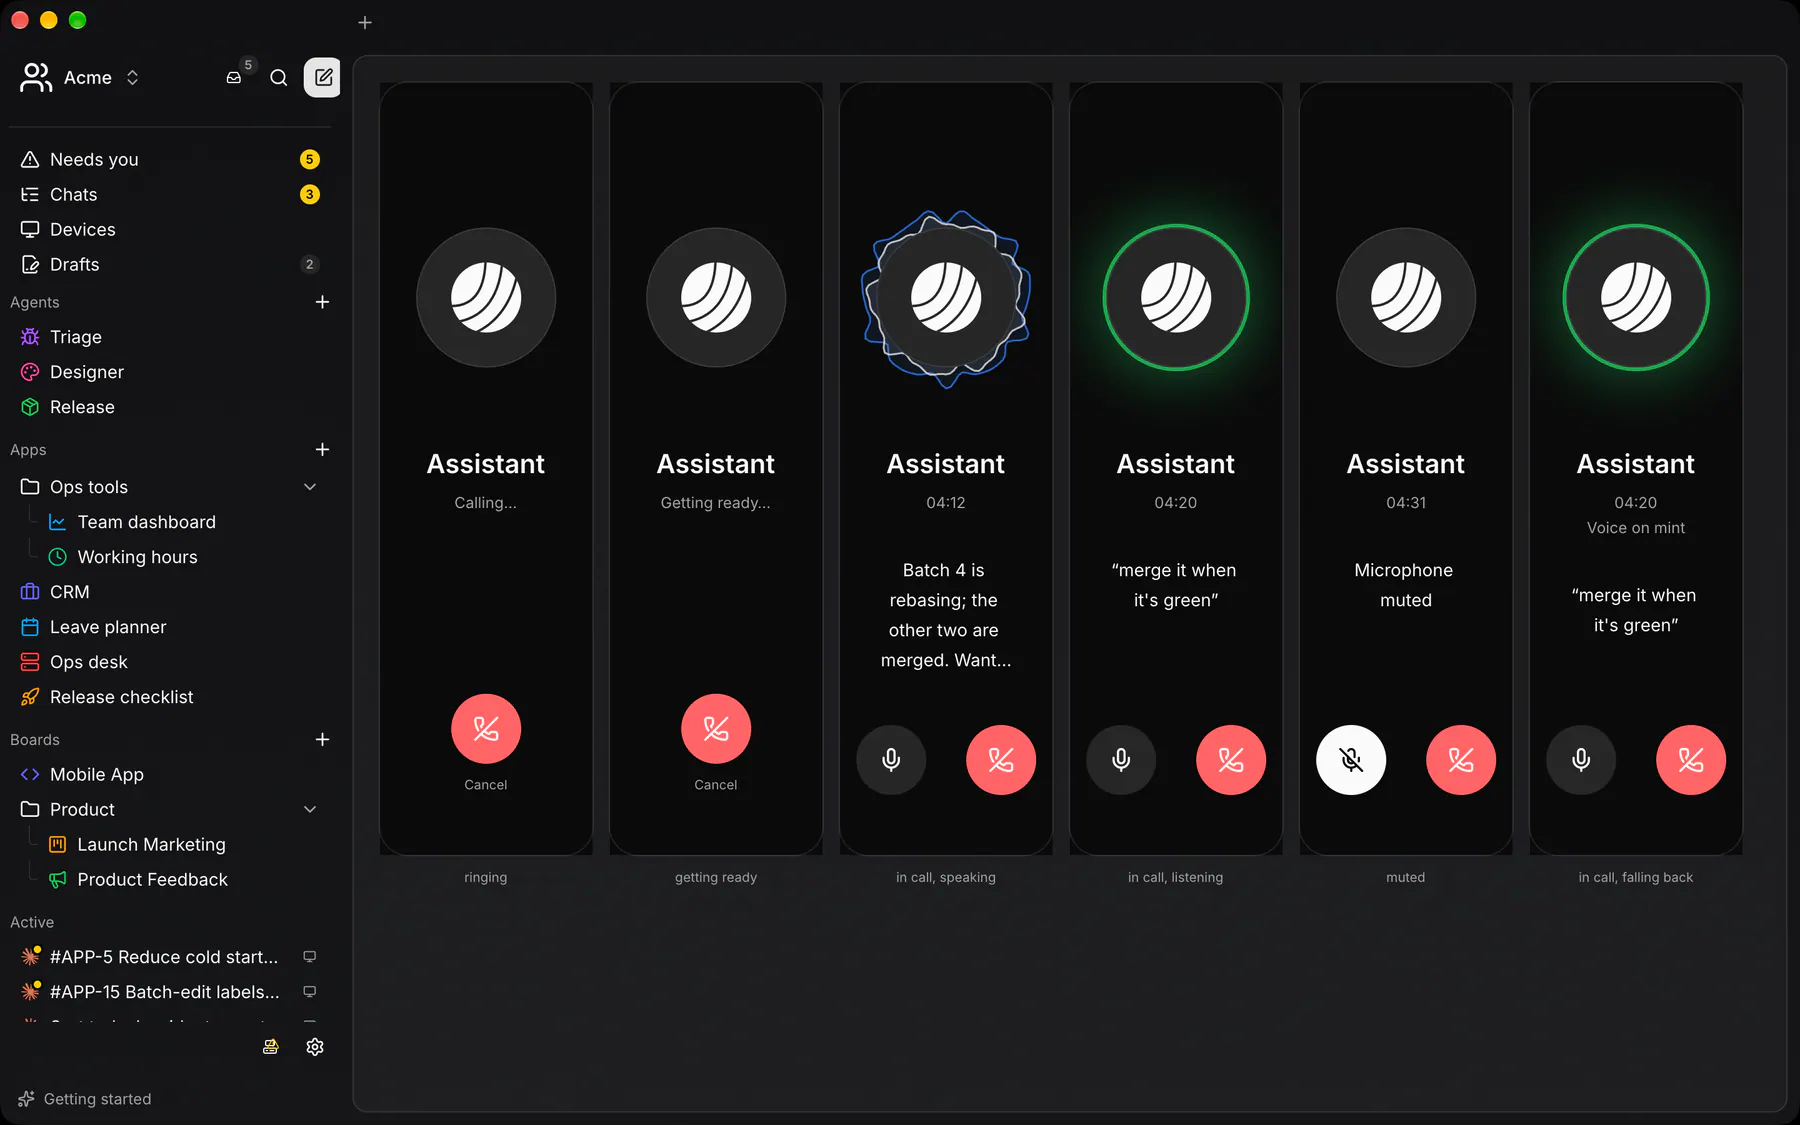 Acme
5
Needs you
5
Chats
3
Devices
Drafts
2
Agents
Triage
Designer
Release
Apps
Ops tools
Team dashboard
Working hours
CRM
Leave planner
Ops desk
Release checklist
Boards
Mobile App
Product
Launch Marketing
Product Feedback
Active
#APP-5 Reduce cold start...
#APP-15 Batch-edit labels...
Getting started
Assistant
Calling...
Cancel
ringing
Assistant
Getting ready...
Cancel
getting ready
Assistant
04:12
Batch 4 is
rebasing; the
other two are
merged. Want...
in call, speaking
Assistant
04:20
“merge it when
it's green”
in call, listening
Assistant
04:31
Microphone
muted
muted
Assistant
04:20
Voice on mint
“merge it when
it's green”
in call, falling back